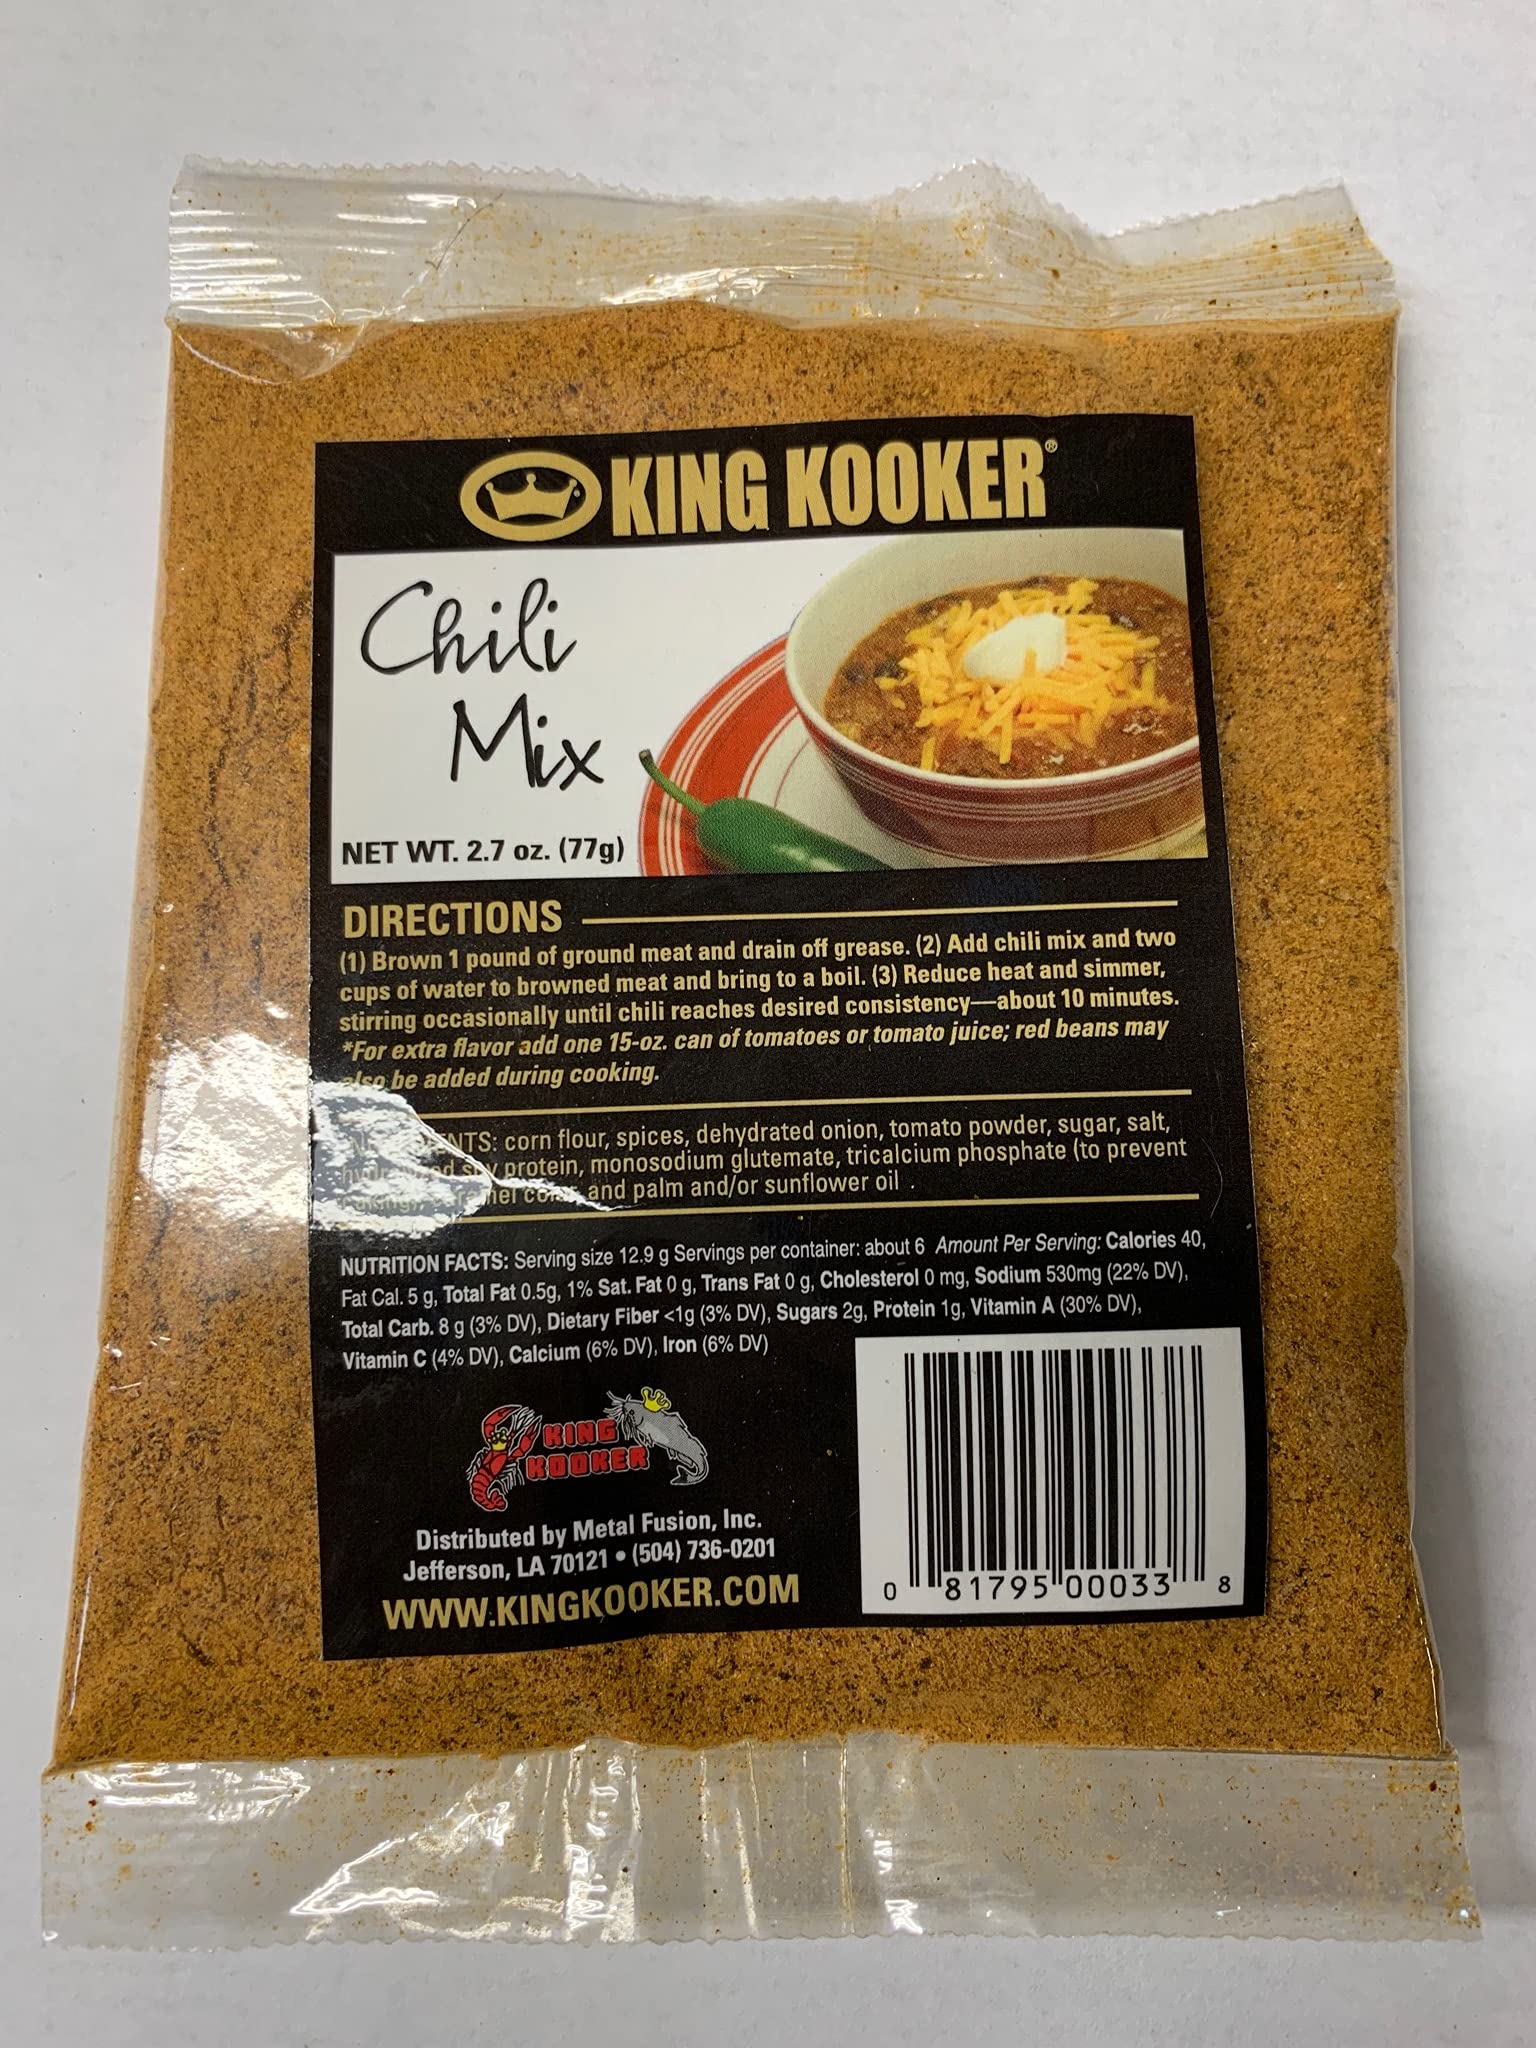 KING KOOKER®
Chili
Mix
NET WT. 2.7 oz. (77g)
DIRECTIONS
(1) Brown 1 pound of ground meat and drain off grease. (2) Add chili mix and two
cups of water to browned meat and bring to a boil. (3) Reduce heat and simmer,
stirring occasionally until chili reaches desired consistency—about 10 minutes.
*For extra flavor add one 15-oz. can of tomatoes or tomato juice; red beans may
also be added during cooking.
corn flour, spices, dehydrated onion, tomato powder, sugar, salt,
soy protein, monosodium glutemate, tricalcium phosphate (to prevent
and palm and/or sunflower oil .
NUTRITION FACTS: Serving size 12.9 g Servings per container: about 6 Amount Per Serving: Calories 40,
Fat Cal. 5 g, Total Fat 0.5g, 1% Sat. Fat 0 g, Trans Fat 0 g, Cholesterol 0 mg, Sodium 530mg (22% DV),
Total Carb. 8 g (3% DV), Dietary Fiber <1g (3% DV), Sugars 2g, Protein 1g, Vitamin A (30% DV),
Vitamin C (4% DV), Calcium (6% DV), Iron (6% DV)
KING
KOOKER
Distributed by Metal Fusion, Inc.
Jefferson, LA 70121 • (504) 736-0201
WWW.KINGKOOKER.COM
0 81795 00033 8